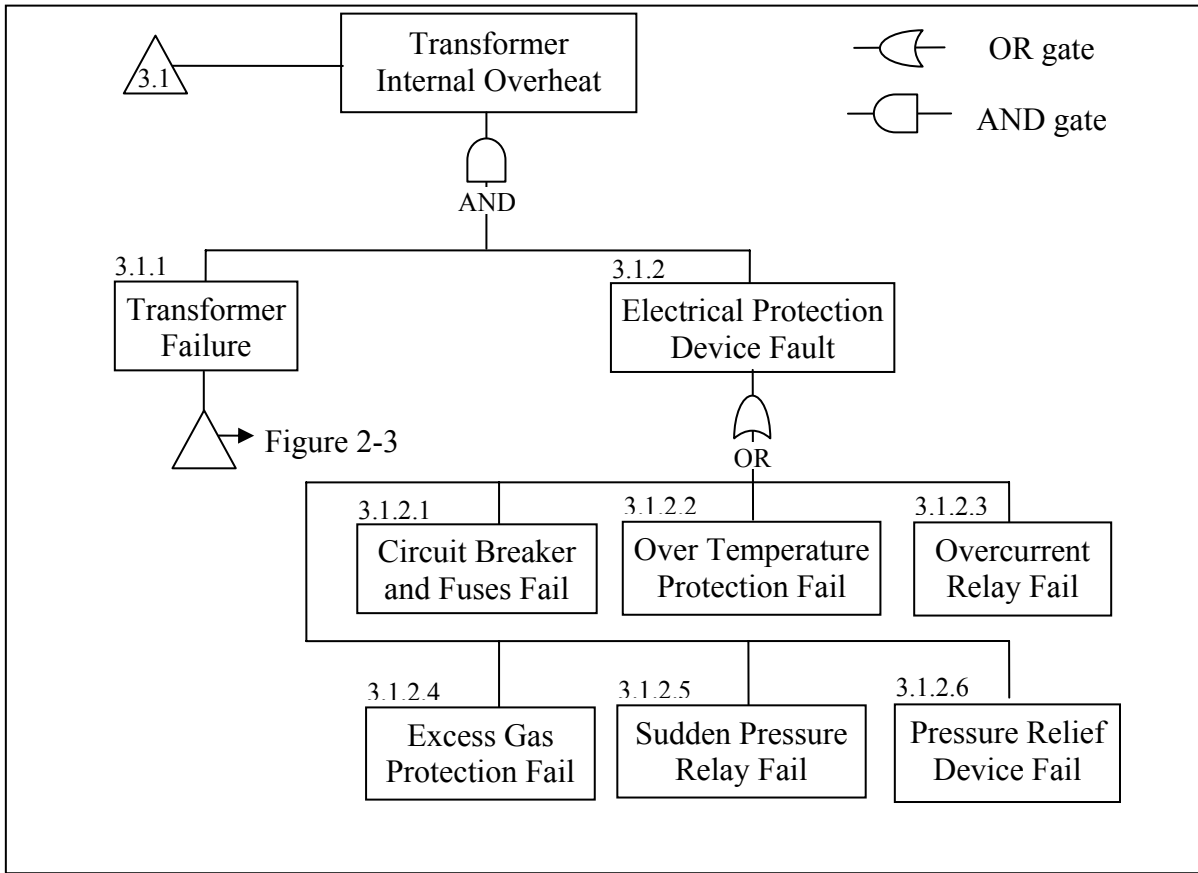 3.1
Transformer
Internal Overheat
OR gate
AND gate
AND
3.1.1
Transformer
Failure
3.1.2
Electrical Protection
Device Fault
Figure 2-3
OR
3.1.2.1
Circuit Breaker
and Fuses Fail
3.1.2.2
Over Temperature
Protection Fail
3.1.2.3
Overcurrent
Relay Fail
3.1.2.4
Excess Gas
Protection Fail
3.1.2.5
Sudden Pressure
Relay Fail
3.1.2.6
Pressure Relief
Device Fail